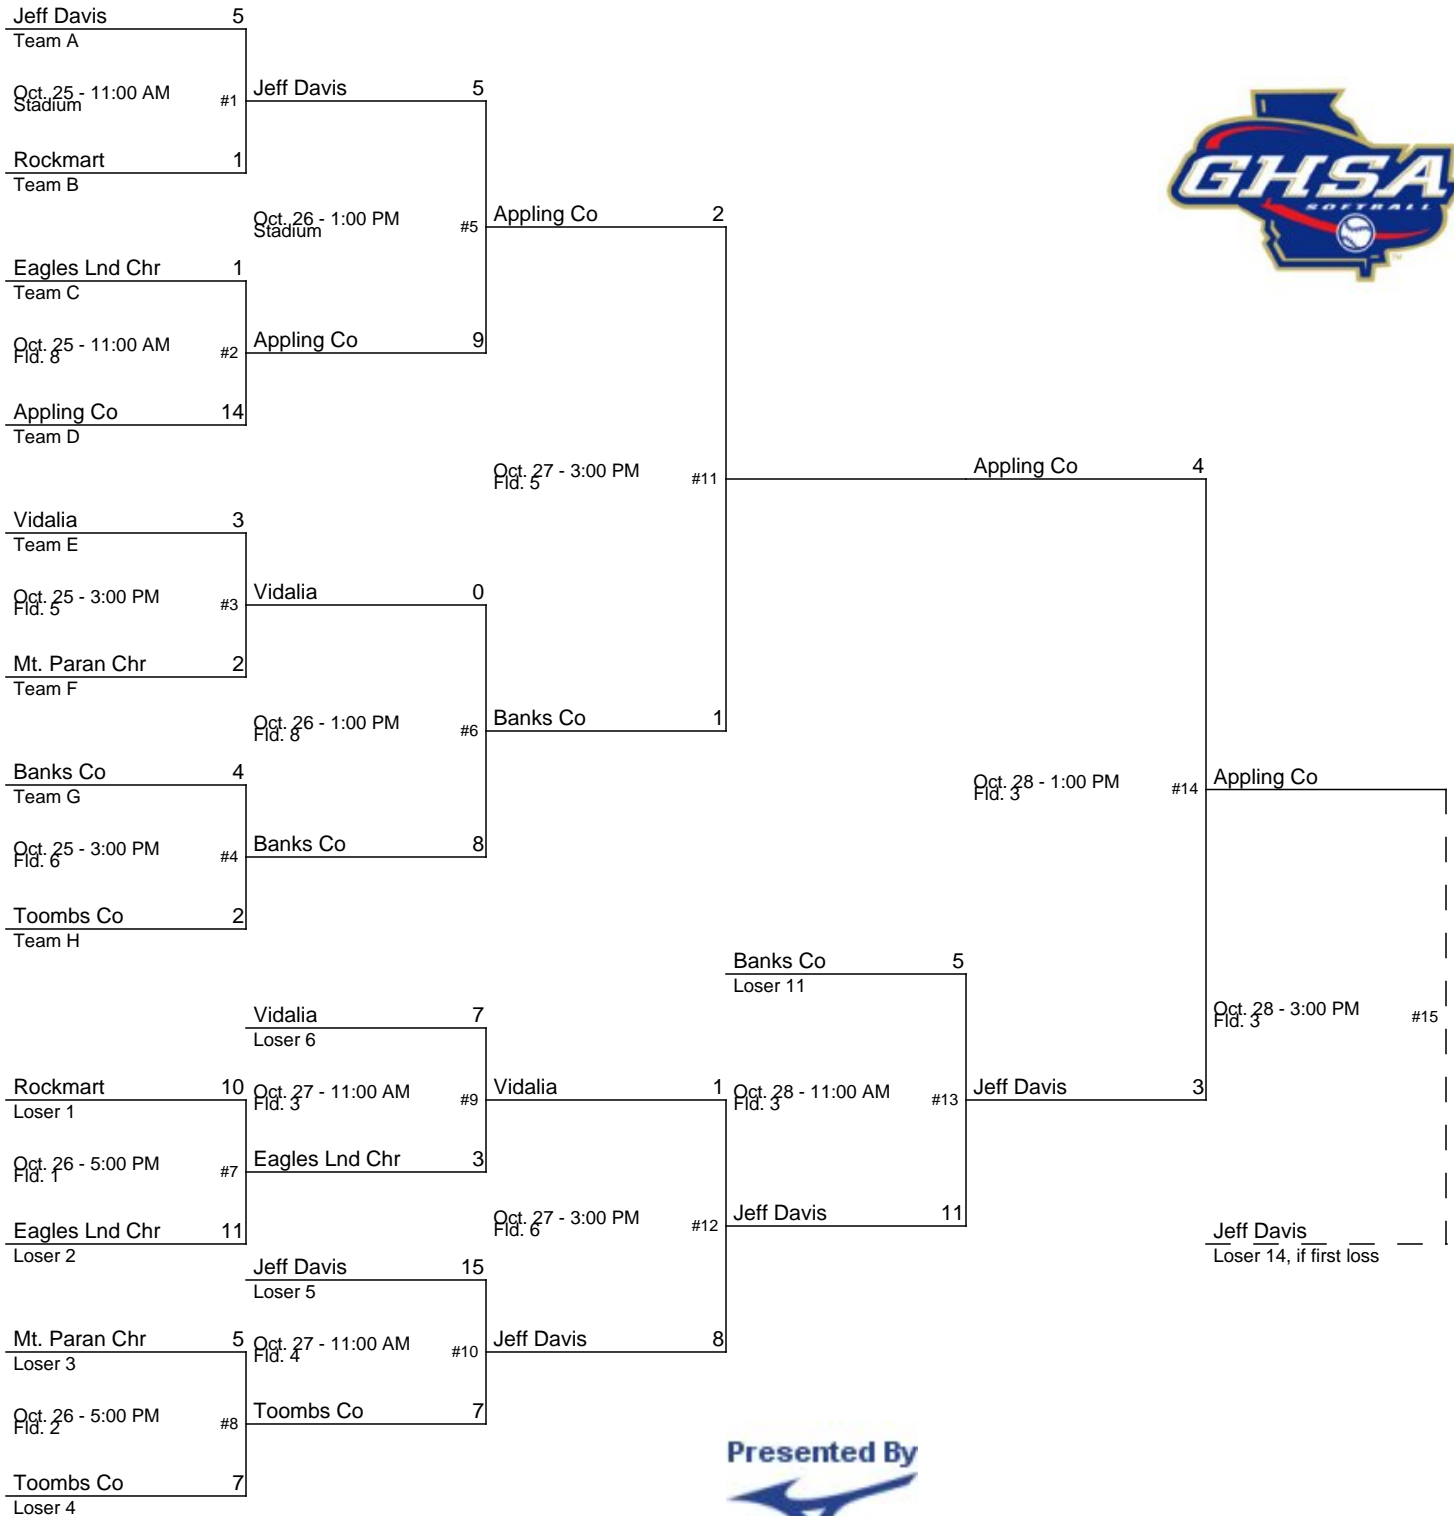 Jeff Davis 5
Team A
Oct. 25 - 11:00 AM
Stadium
#1
Rockmart 1
Team B
Eagles Lnd Chr 1
Team C
Oct. 25 - 11:00 AM
Fld. 8
#2
Appling Co 14
Team D
Vidalia 3
Team E
Oct. 25 - 3:00 PM
Fld. 5
#3
Mt. Paran Chr 2
Team F
Banks Co 4
Team G
Oct. 25 - 3:00 PM
Fld. 6
#4
Toombs Co 2
Team H
Jeff Davis 5
Oct. 26 - 1:00 PM
Stadium
#5
Appling Co 9
Vidalia 0
Oct. 26 - 1:00 PM
Fld. 8
#6
Banks Co 8
Appling Co 2
Oct. 27 - 3:00 PM
Fld. 5
#11
Banks Co 1
Rockmart 10
Loser 1
Oct. 26 - 5:00 PM
Fld. 1
#7
Eagles Lnd Chr 11
Loser 2
Mt. Paran Chr 5
Loser 3
Oct. 26 - 5:00 PM
Fld. 2
#8
Toombs Co 7
Loser 4
Vidalia 7
Loser 6
Oct. 27 - 11:00 AM
Fld. 3
#9
Eagles Lnd Chr 3
Jeff Davis 15
Loser 5
Oct. 27 - 11:00 AM
Fld. 4
#10
Toombs Co 7
Vidalia 1
Oct. 27 - 3:00 PM
Fld. 6
#12
Jeff Davis 8
Banks Co 5
Loser 11
Oct. 28 - 11:00 AM
Fld. 3
#13
Jeff Davis 11
Appling Co 4
Oct. 28 - 1:00 PM
Fld. 3
#14
Jeff Davis 3
Appling Co
Oct. 28 - 3:00 PM
Fld. 3
#15
Jeff Davis
Loser 14, if first loss
GHSA
SOFTBALL
TM
Presented By